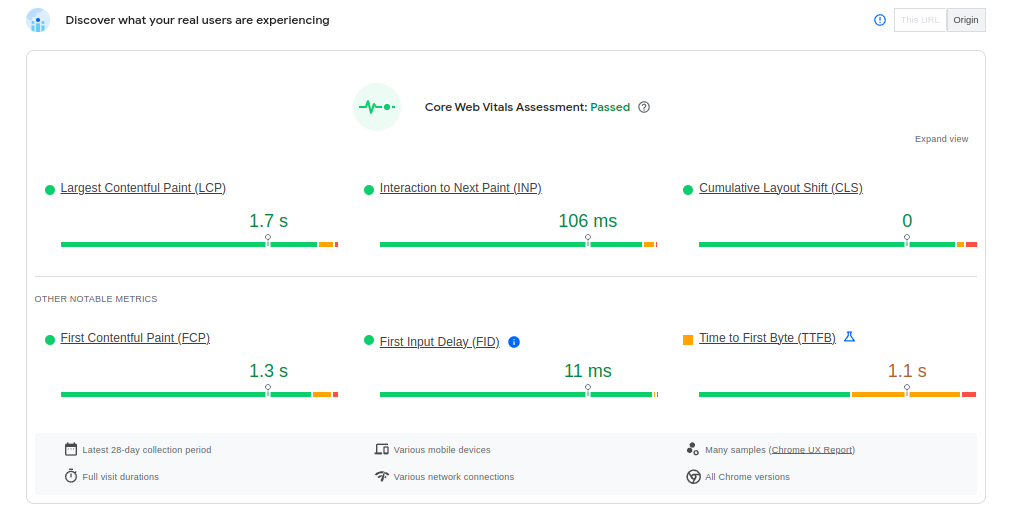 Discover what your real users are experiencing
This URL
Origin
Core Web Vitals Assessment: Passed
Expand view
Largest Contentful Paint (LCP)
1.7 s
Interaction to Next Paint (INP)
106 ms
Cumulative Layout Shift (CLS)
0
OTHER NOTABLE METRICS
First Contentful Paint (FCP)
1.3 s
First Input Delay (FID)
11 ms
Time to First Byte (TTFB)
1.1 s
Latest 28-day collection period
Various mobile devices
Many samples (Chrome UX Report)
Full visit durations
Various network connections
All Chrome versions